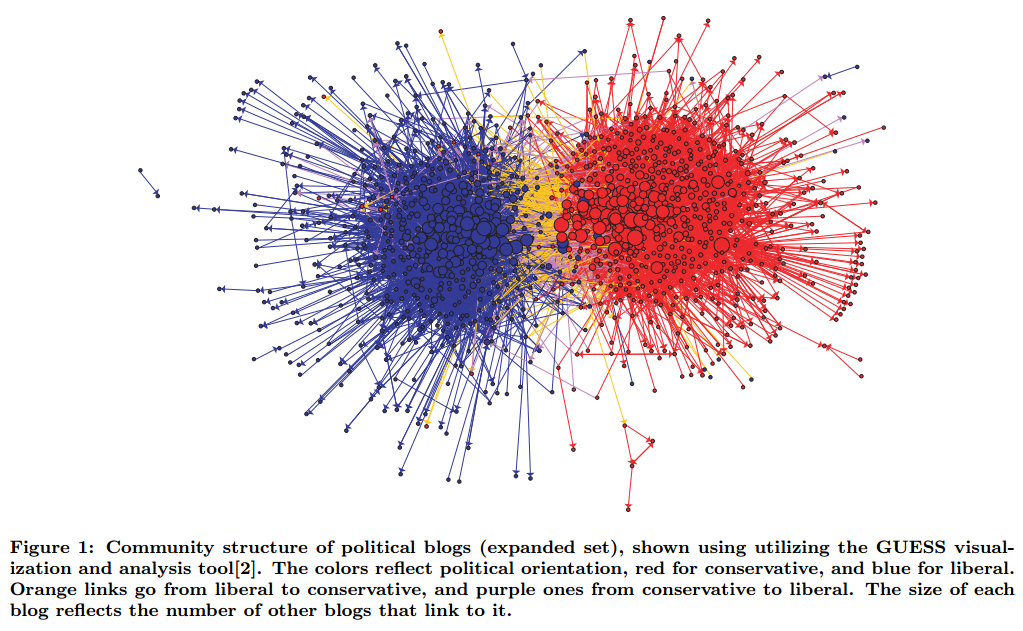 Figure 1: Community structure of political blogs (expanded set), shown using utilizing the GUESS visual-
ization and analysis tool[2]. The colors reflect political orientation, red for conservative, and blue for liberal.
Orange links go from liberal to conservative, and purple ones from conservative to liberal. The size of each
blog reflects the number of other blogs that link to it.